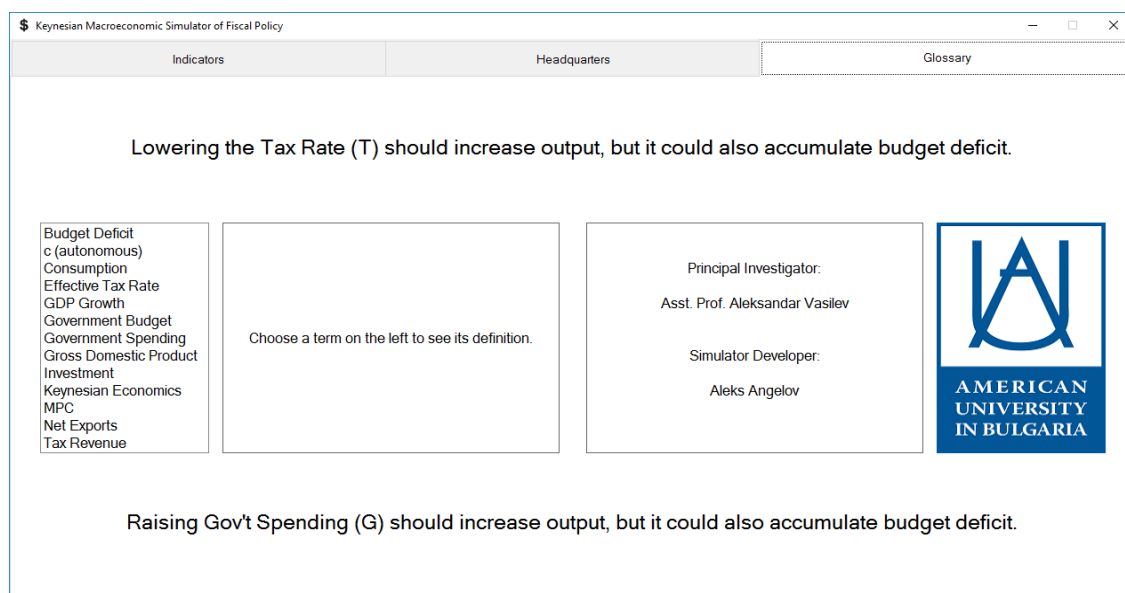 $ Keynesian Macroeconomic Simulator of Fiscal Policy
Indicators
Headquarters
Glossary
Lowering the Tax Rate (T) should increase output, but it could also accumulate budget deficit.
Budget Deficit
c (autonomous)
Consumption
Effective Tax Rate
GDP Growth
Government Budget
Government Spending
Gross Domestic Product
Investment
Keynesian Economics
MPC
Net Exports
Tax Revenue
Choose a term on the left to see its definition.
Principal Investigator:
Asst. Prof. Aleksandar Vasilev
Simulator Developer:
Aleks Angelov
AMERICAN
UNIVERSITY
IN BULGARIA
Raising Gov't Spending (G) should increase output, but it could also accumulate budget deficit.